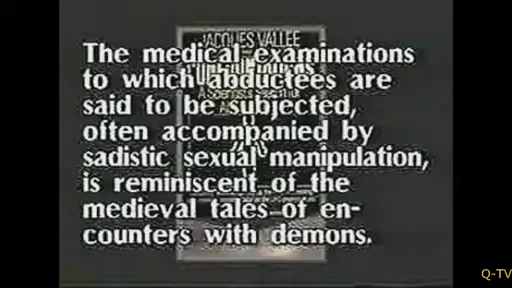 JACQUES VALLEE
The medical examinations
to which abductees are
said to be subjected,
often accompanied by
sadistic sexual manipulation,
is reminiscent of the
medieval tales of en-
counters with demons.
Q-TV